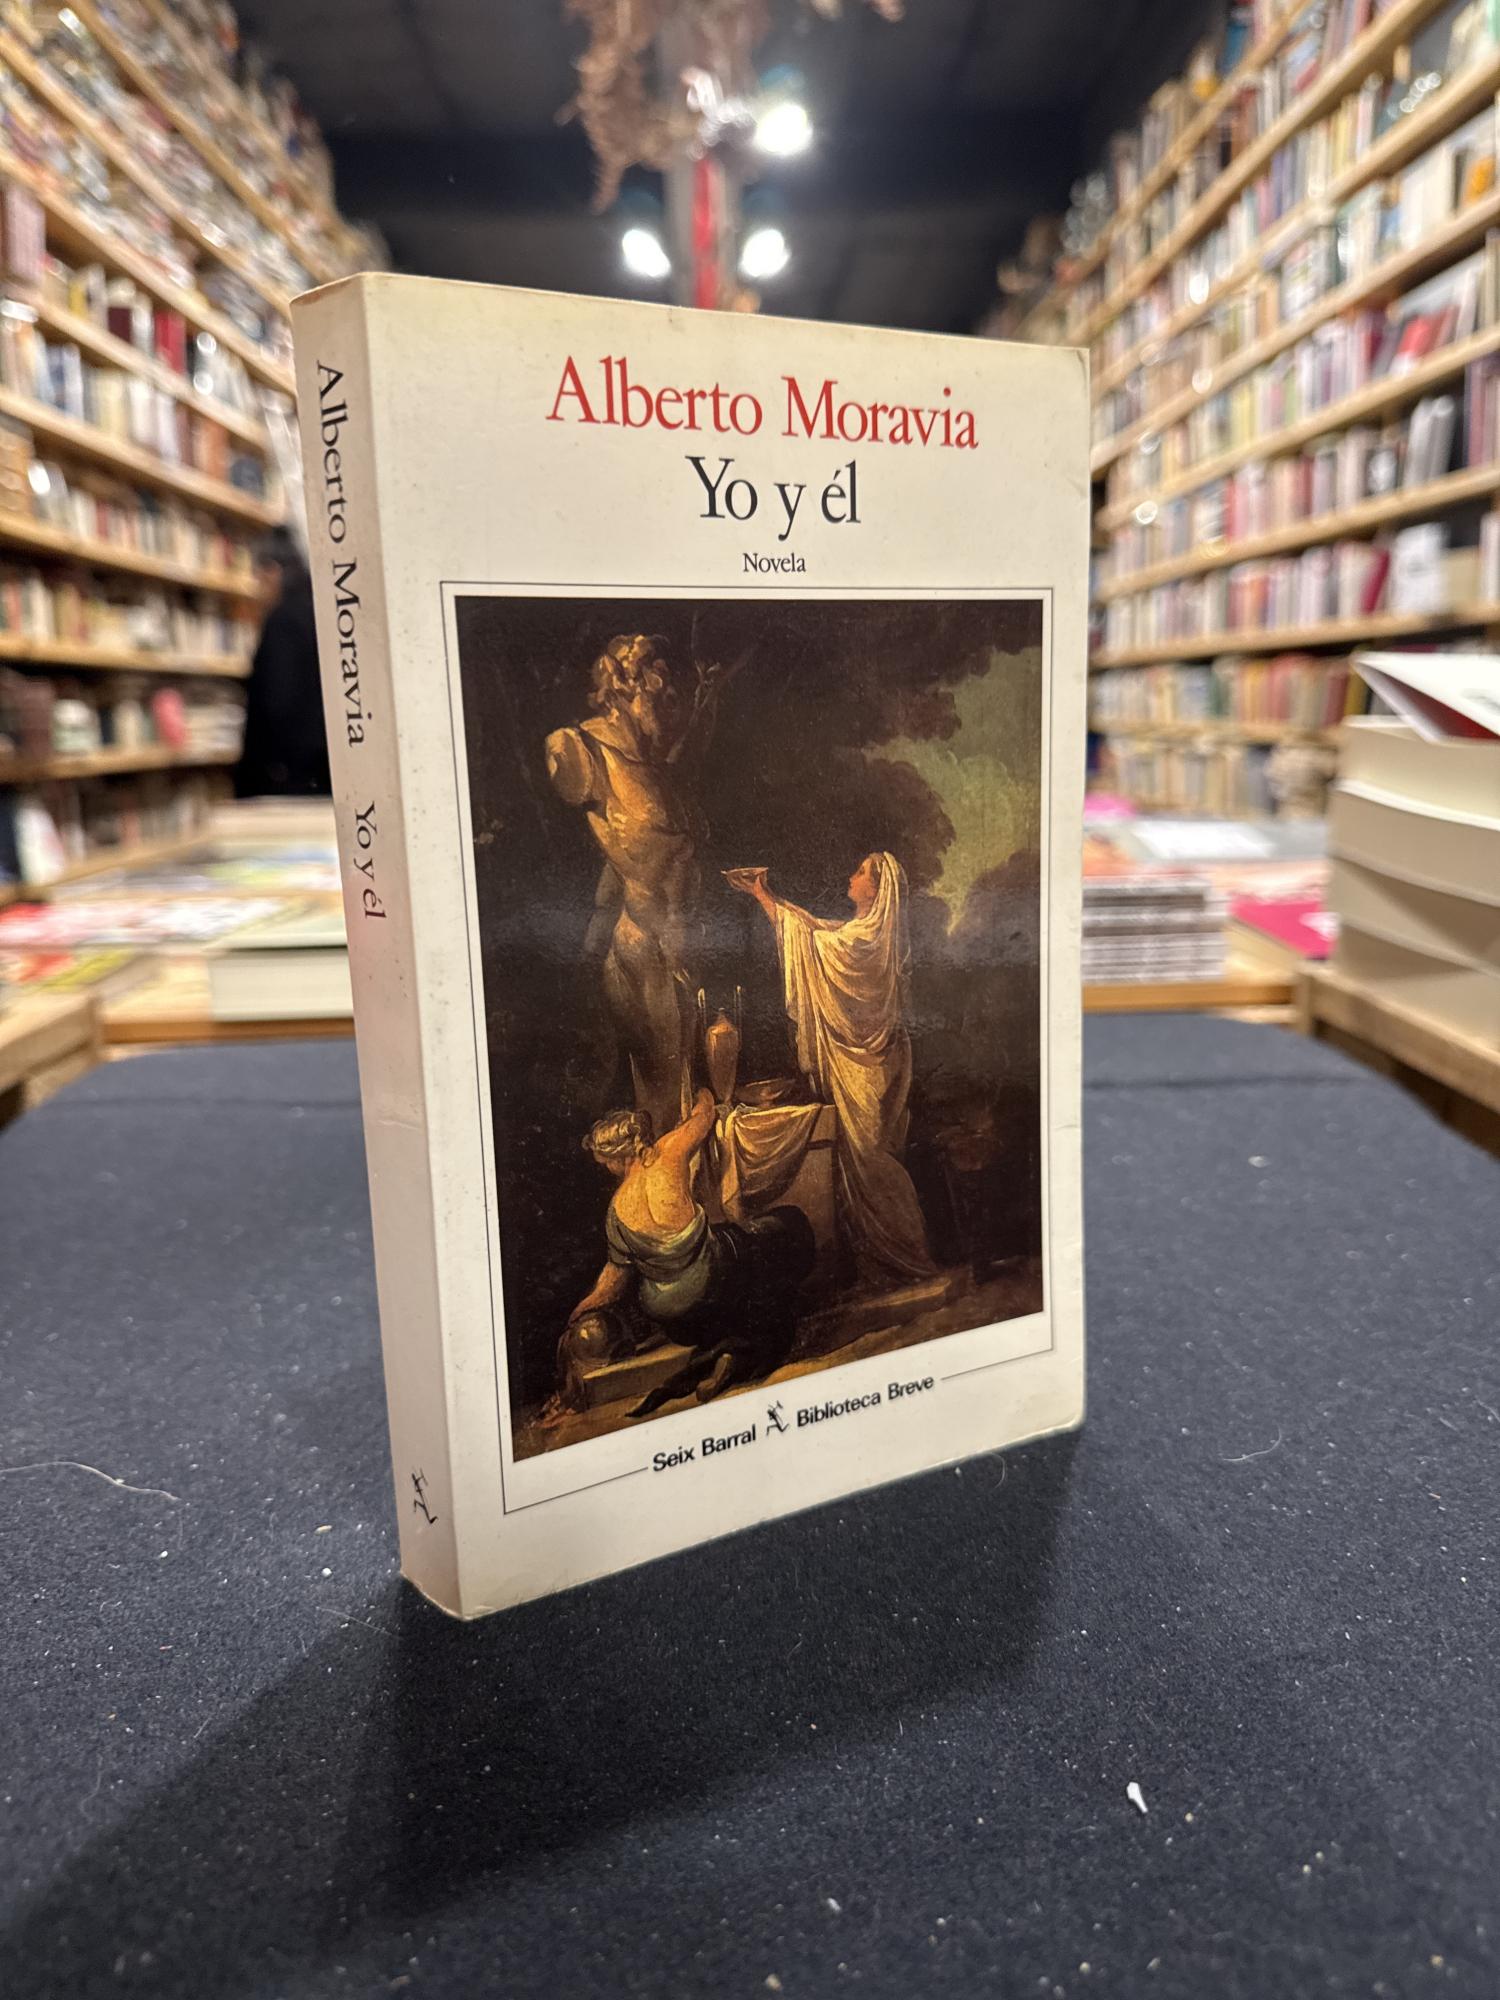 Alberto Moravia
Yo y él
Novela
Seix Barral Biblioteca Breve
Alberto Moravia Yo y él